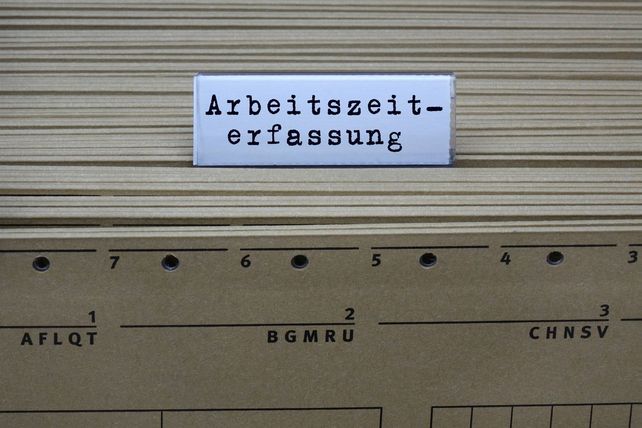 Arbeitszeit-
erfassung
7 6 5 4 3
1 2 3
AFLQT BGMRU CHNSV